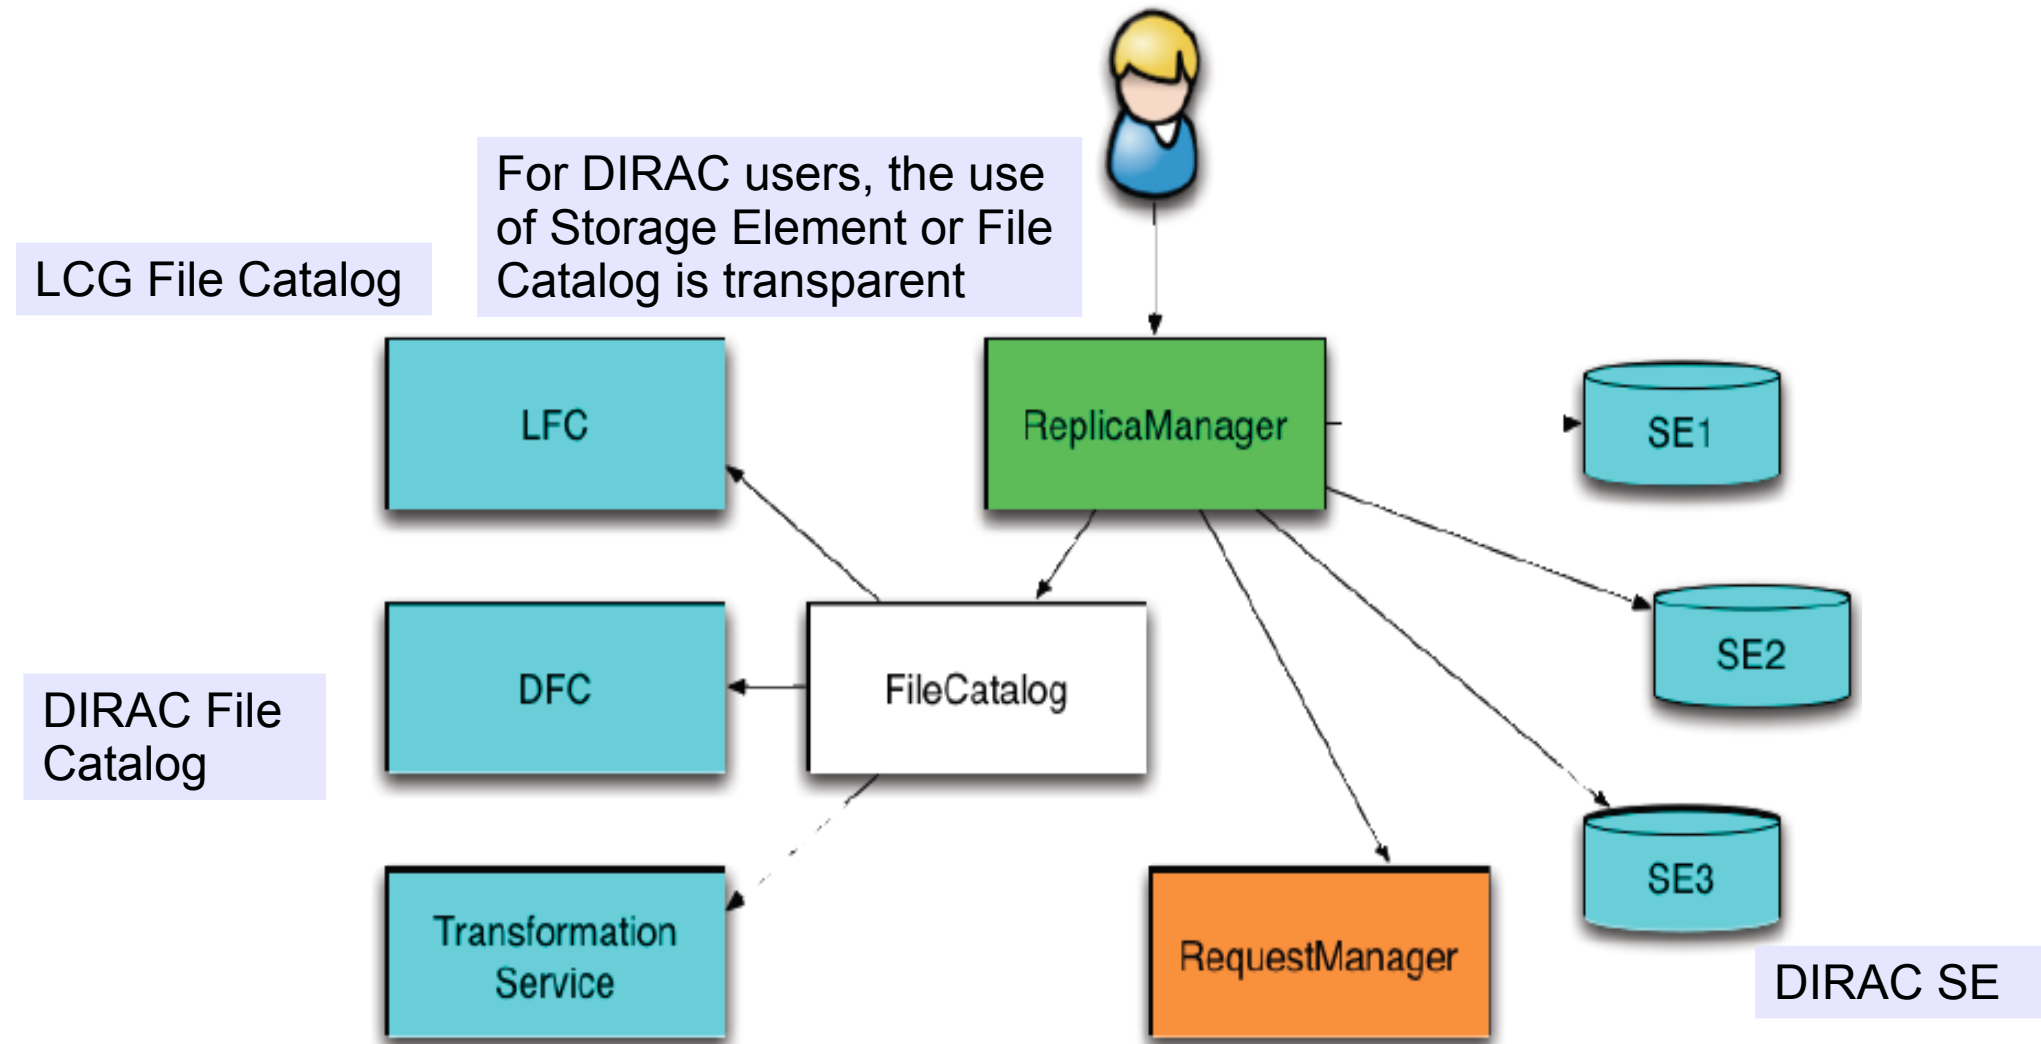 For DIRAC users, the use
of Storage Element or File
Catalog is transparent
LCG File Catalog
LFC
ReplicaManager
SE1
SE2
DFC
FileCatalog
DIRAC File
Catalog
SE3
Transformation
Service
RequestManager
DIRAC SE